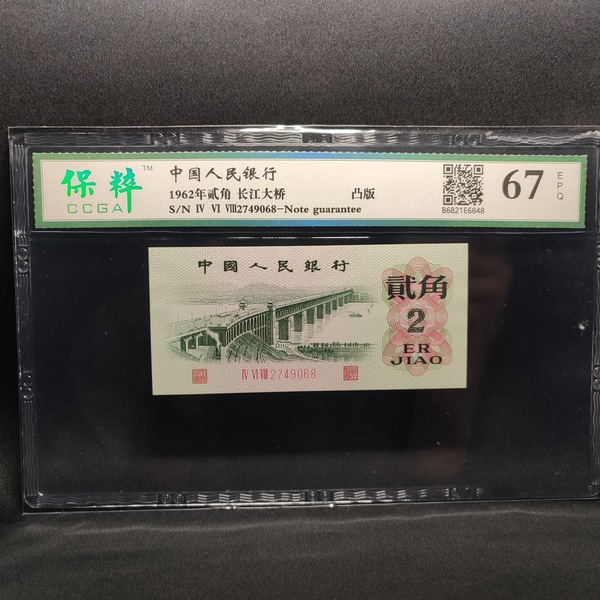 保粹 TM
CCGA
中国人民银行
1962年贰角 长江大桥 凸版
S/N Ⅳ Ⅵ Ⅷ2749068-Note guarantee
B6821E6848
67
EPQ
中國人民銀行
貳角
2
ER
JIAO
Ⅳ Ⅵ Ⅷ 2749068